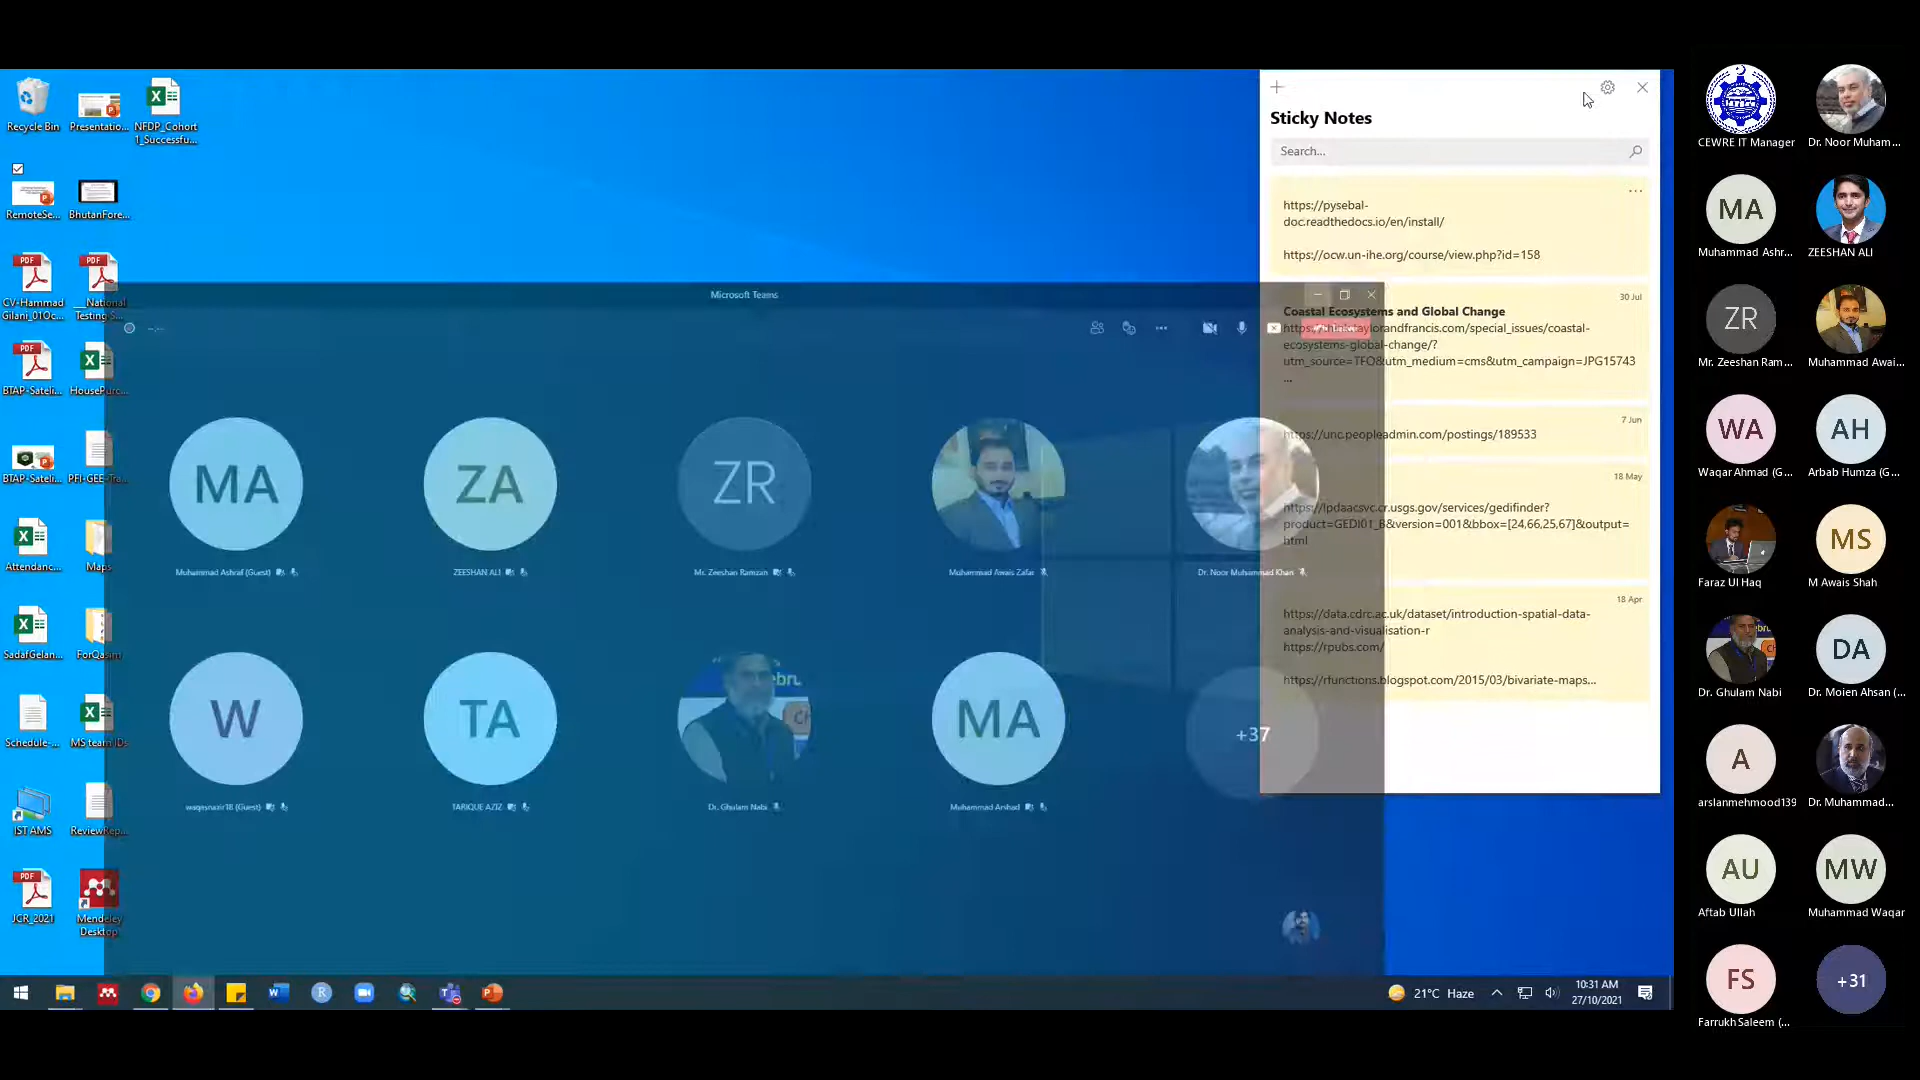 Recycle Bin
Presentatio...
NFDP_Cohort
1_Successfu...
RemoteSe...
BhutanFore...
CV-Hammad
Gilani_01Oc...
__National
Testing S...
BTAP-Sateli...
HousePurc...
BTAP-Sateli...
PFI-GEE-Tra...
Attendanc...
Maps
SadafGelan...
ForQasim
Schedule-...
MS team IDs
IST AMS
ReviewRep...
JCR_2021
Mendeley
Desktop
Microsoft Teams
--:--
MA
Muhammad Ashraf (Guest)
ZA
ZEESHAN ALI
ZR
Mr. Zeeshan Ramzan
Muhammad Awais Zafar
Dr. Noor Muhammad Khan
W
waqasnazir18 (Guest)
TA
TARIQUE AZIZ
Dr. Ghulam Nabi
MA
Muhammad Arshad
+37
Sticky Notes
Search...
https://pysebal-
doc.readthedocs.io/en/install/
https://ocw.un-ihe.org/course/view.php?id=158
30 Jul
Coastal Ecosystems and Global Change
ecosystems-global-change/?
utm_source=TFO&utm_medium=cms&utm_campaign=JPG15743
...
7 Jun
https://unc.peopleadmin.com/postings/189533
18 May
https://lpdaacsvc.cr.usgs.gov/services/gedifinder?
product=GEDI01_B&version=001&bbox=[24,66,25,67]&output=
html
18 Apr
https://data.cdrc.ac.uk/dataset/introduction-spatial-data-
analysis-and-visualisation-r
https://rpubs.com/
https://rfunctions.blogspot.com/2015/03/bivariate-maps...
21°C Haze
10:31 AM
27/10/2021
CEWRE IT Manager
Dr. Noor Muham...
MA
Muhammad Ashr...
ZEESHAN ALI
ZR
Mr. Zeeshan Ram...
Muhammad Awai...
WA
Waqar Ahmad (G...
AH
Arbab Humza (G...
Faraz Ul Haq
MS
M Awais Shah
Dr. Ghulam Nabi
DA
Dr. Moien Ahsan (...
A
arslanmehmood139
Dr. Muhammad...
AU
Aftab Ullah
MW
Muhammad Waqar
FS
Farrukh Saleem (...
+31